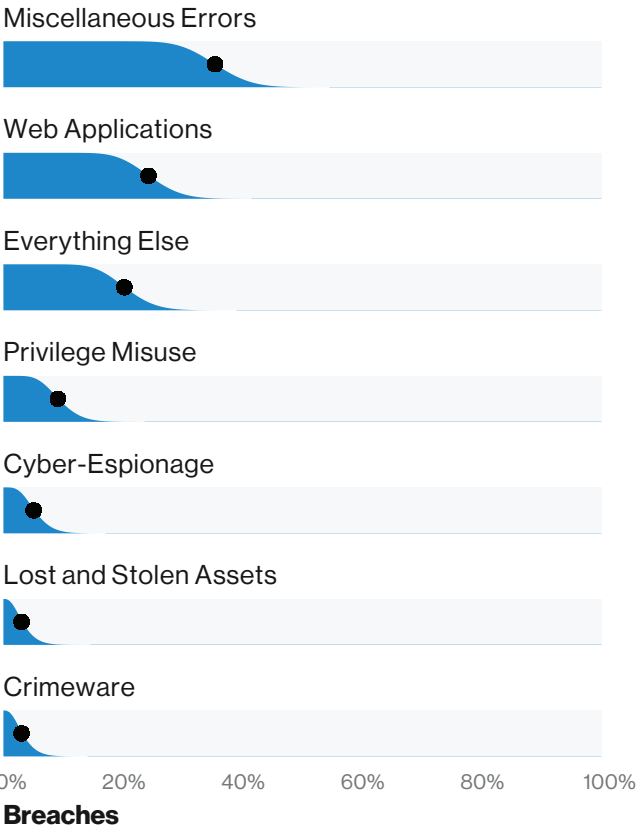 Miscellaneous Errors
Web Applications
Everything Else
Privilege Misuse
Cyber-Espionage
Lost and Stolen Assets
Crimeware
0% 20% 40% 60% 80% 100%
Breaches